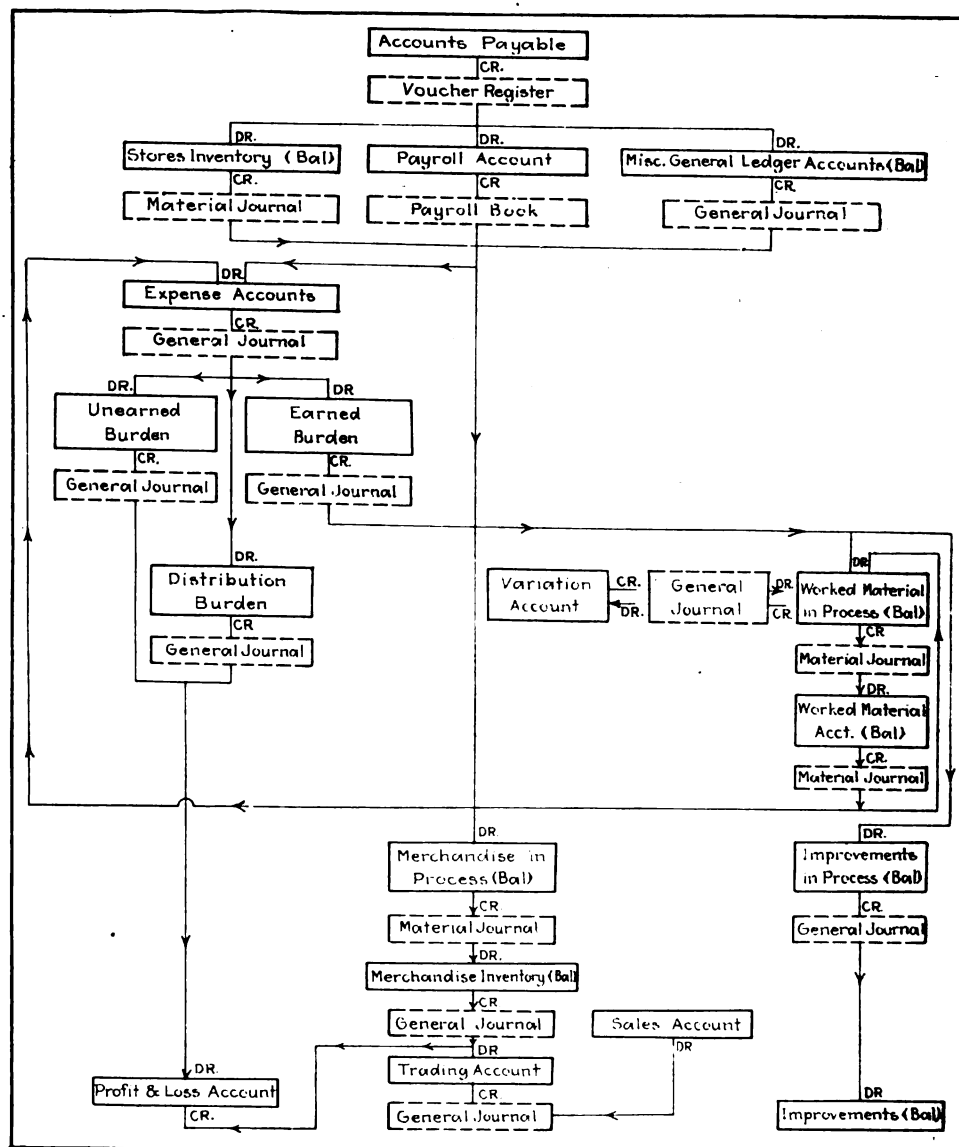 Accounts Payable
CR.
Voucher Register
DR.
DR.
DR.
Stores Inventory (Bal)
Payroll Account
Misc. General Ledger Accounts (Bal)
CR.
CR
CR.
Material Journal
Payroll Book
General Journal
DR.
Expense Accounts
CR.
General Journal
DR.
DR
Unearned
Burden
Earned
Burden
CR.
CR.
General Journal
General Journal
DR.
Distribution
Burden
CR
General Journal
DR
Variation
Account
CR.
DR.
General
Journal
DR.
CR.
Worked Material
in Process (Bal)
CR
Material Journal
DR.
Worked Material
Acct. (Bal)
CR.
Material Journal
DR.
Merchandise in
Process (Bal)
DR.
Improvements
in Process (Bal)
CR.
CR.
Material Journal
General Journal
DR.
Merchandise Inventory (Bal)
CR
General Journal
Sales Account
DR
DR
Trading Account
DR.
Profit & Loss Account
CR.
CR.
General Journal
DR
Improvements (Bal)